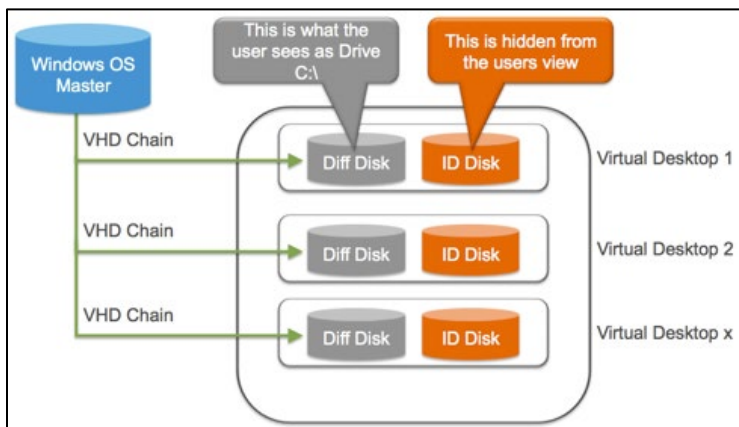 This is what the
user sees as Drive
C:\
This is hidden from
the users view
Windows OS
Master
VHD Chain
Diff Disk
ID Disk
Virtual Desktop 1
VHD Chain
Diff Disk
ID Disk
Virtual Desktop 2
VHD Chain
Diff Disk
ID Disk
Virtual Desktop x